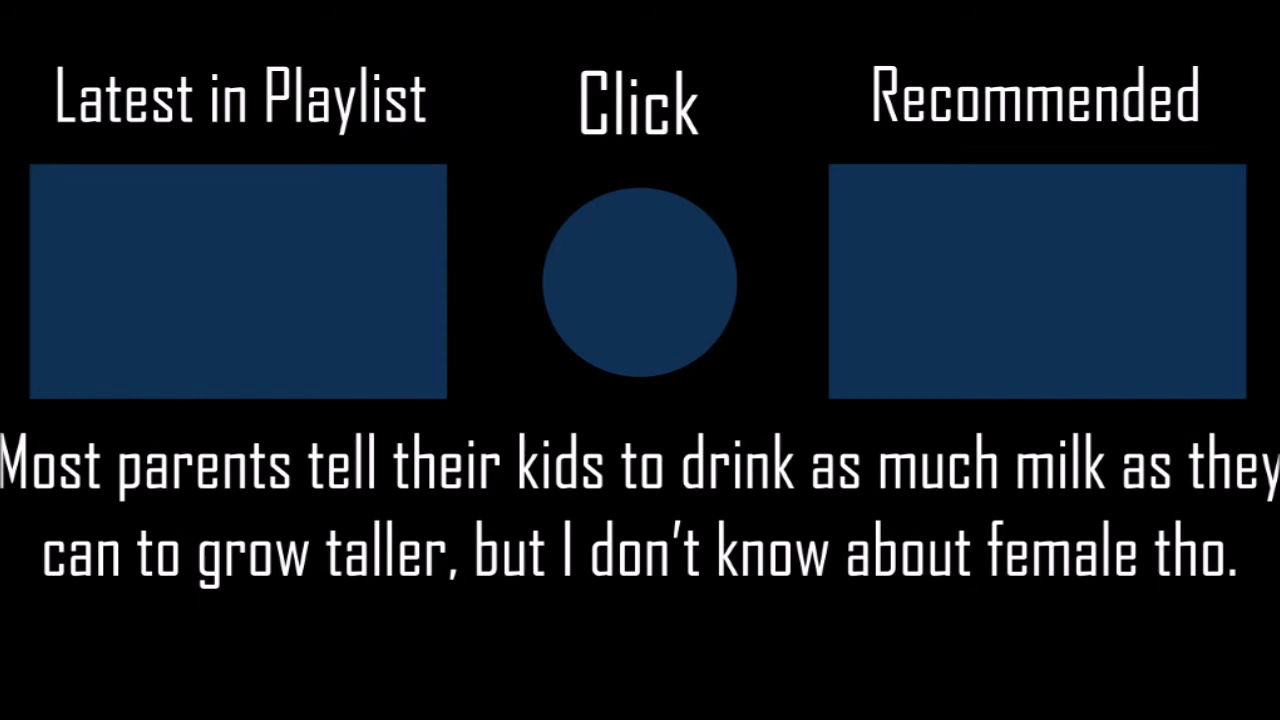 Latest in Playlist
Click
Recommended
Most parents tell their kids to drink as much milk as they
can to grow taller, but I don't know about female tho.